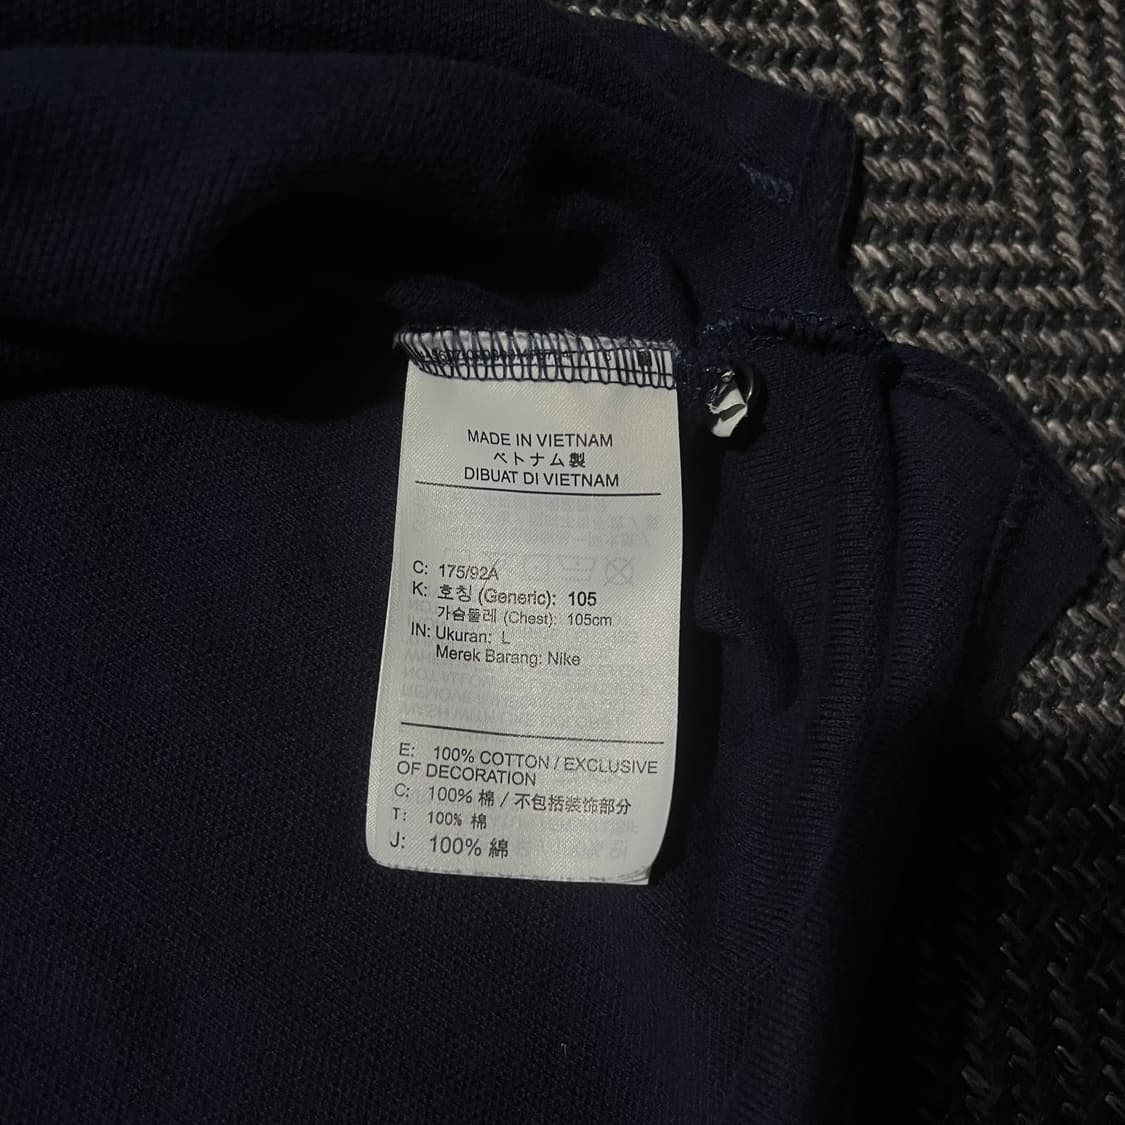 MADE IN VIETNAM
ベトナム製
DIBUAT DI VIETNAM
C: 175/92A
K: 호칭 (Generic): 105
가슴둘레 (Chest): 105cm
IN: Ukuran: L
Merek Barang: Nike
E: 100% COTTON / EXCLUSIVE
OF DECORATION
C: 100% 棉 / 不包括装饰部分
T: 100% 棉
J: 100% 綿